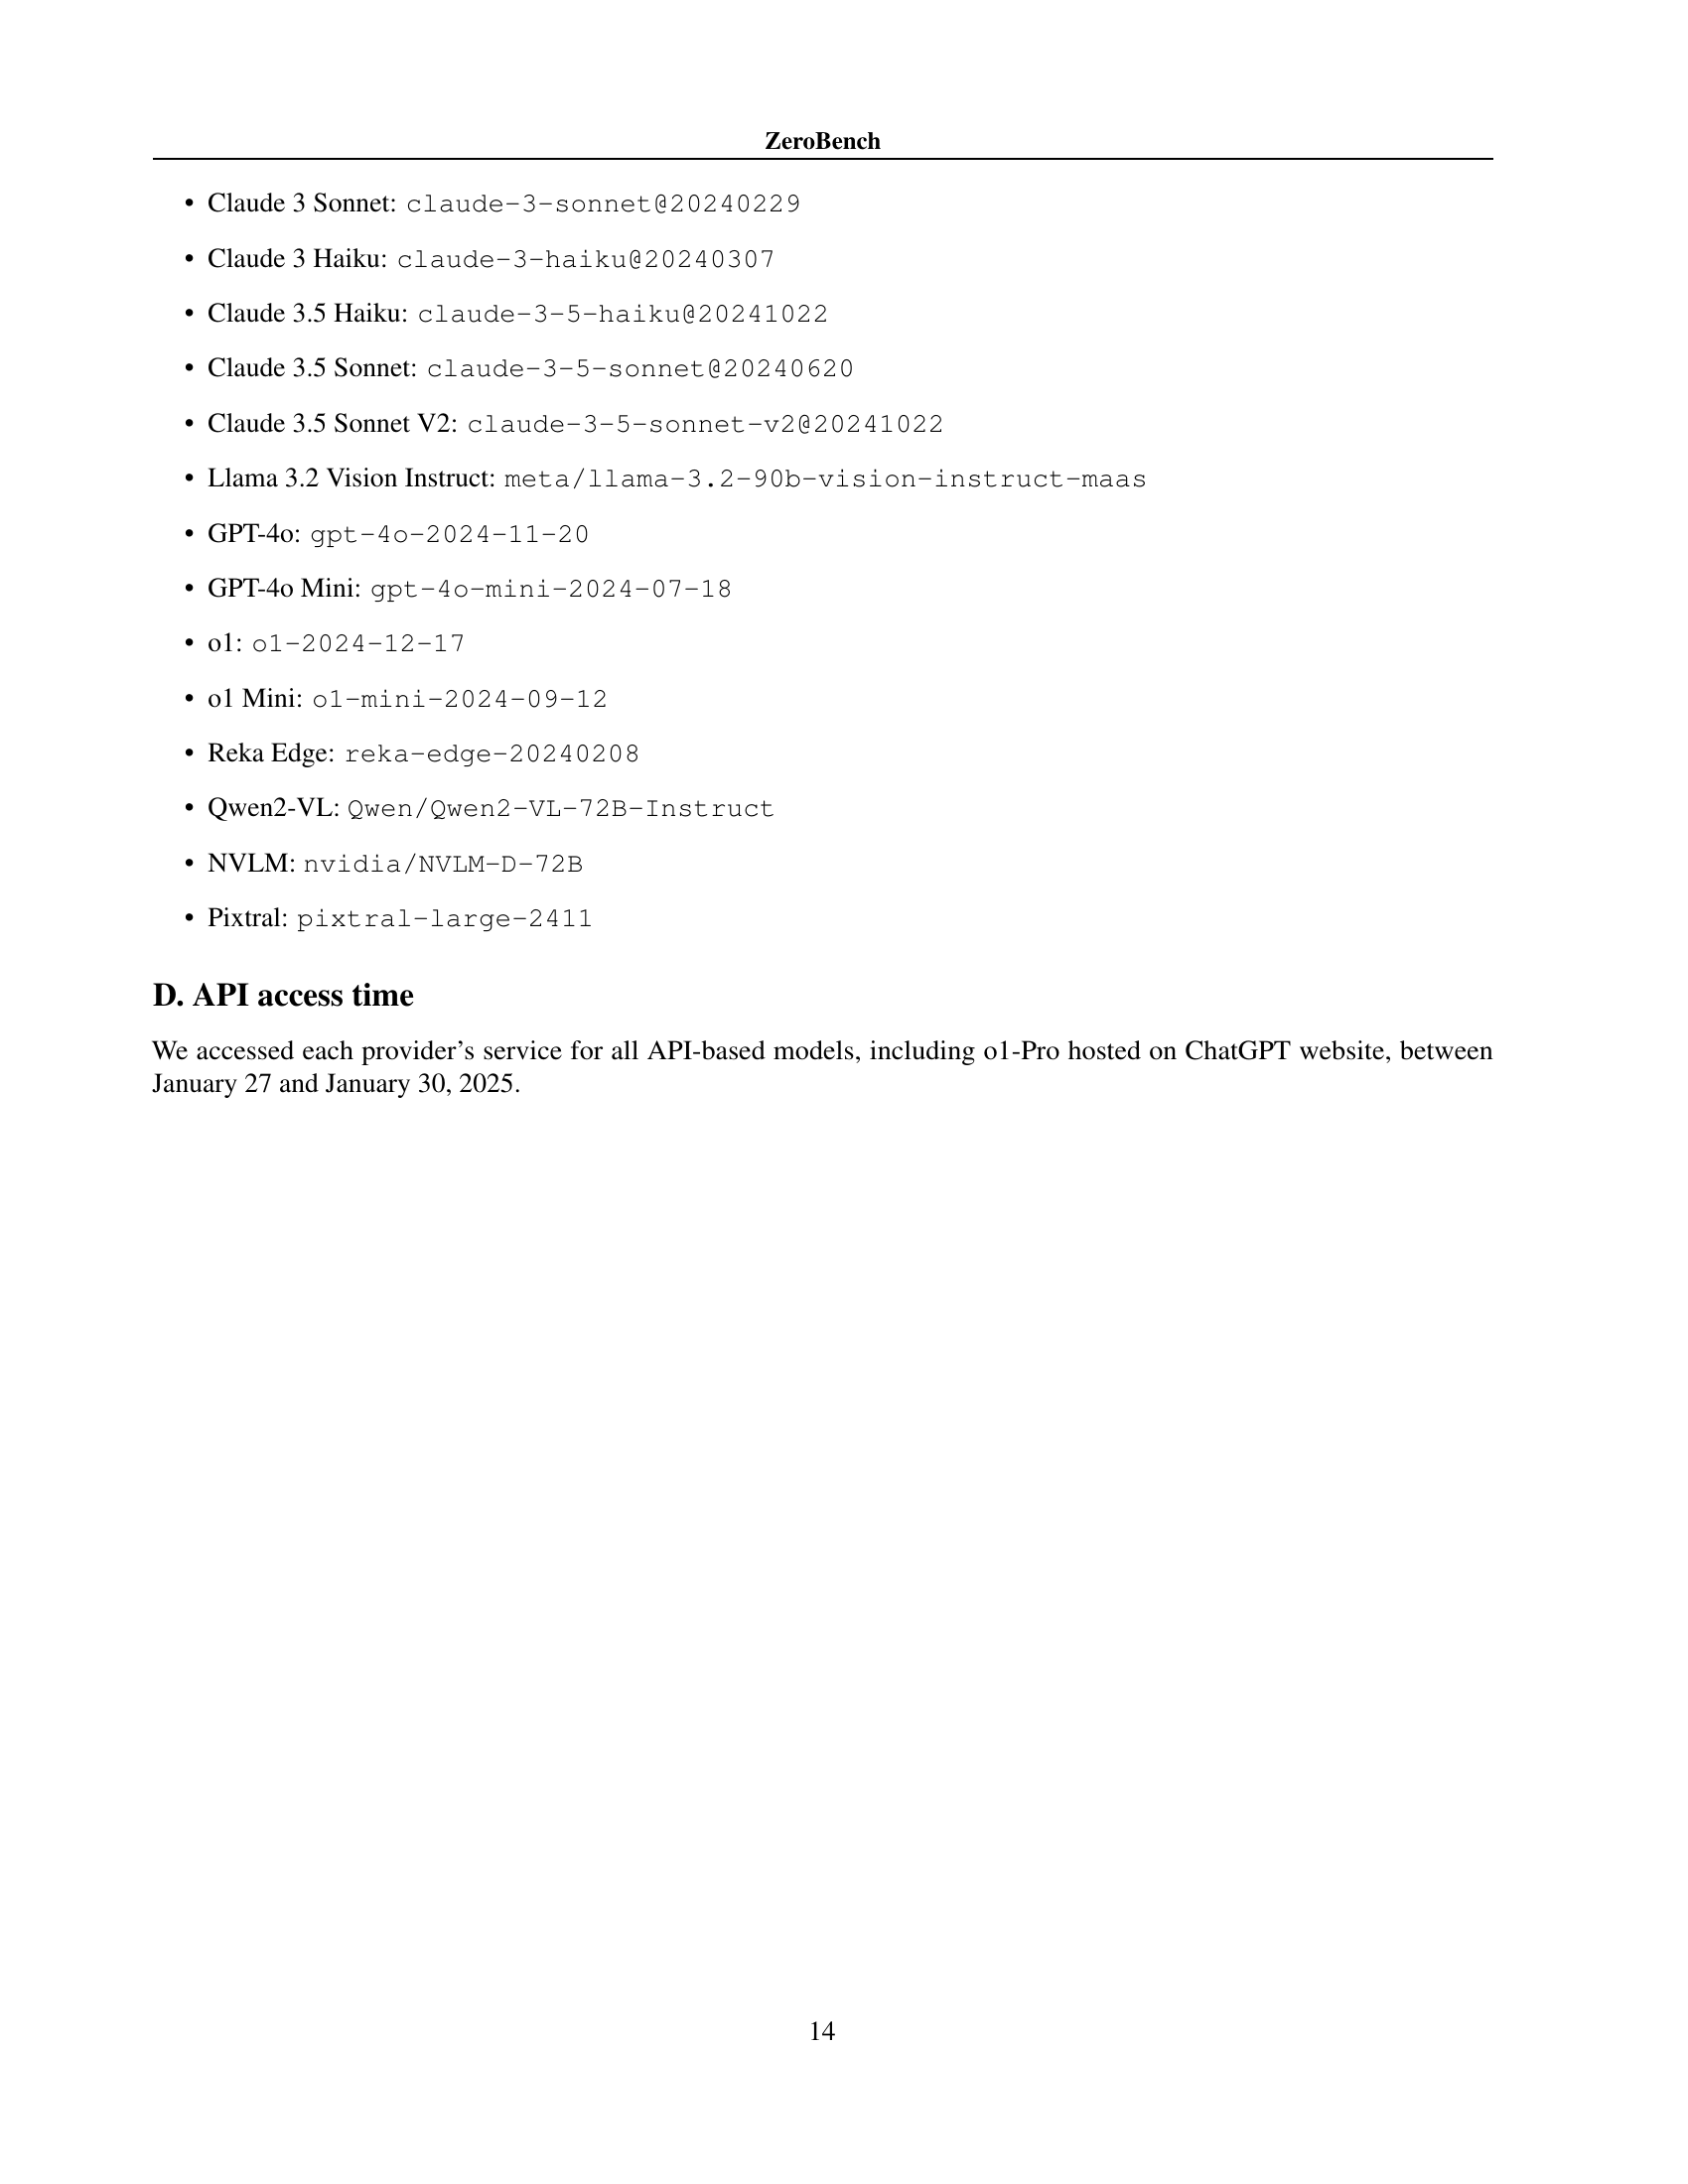 ZeroBench
• Claude 3 Sonnet: claude-3-sonnet@20240229
• Claude 3 Haiku: claude-3-haiku@20240307
• Claude 3.5 Haiku: claude-3-5-haiku@20241022
• Claude 3.5 Sonnet: claude-3-5-sonnet@20240620
• Claude 3.5 Sonnet V2: claude-3-5-sonnet-v2@20241022
• Llama 3.2 Vision Instruct: meta/llama-3.2-90b-vision-instruct-maas
• GPT-4o: gpt-4o-2024-11-20
• GPT-4o Mini: gpt-4o-mini-2024-07-18
• o1: o1-2024-12-17
• o1 Mini: o1-mini-2024-09-12
• Reka Edge: reka-edge-20240208
• Qwen2-VL: Qwen/Qwen2-VL-72B-Instruct
• NVLM: nvidia/NVLM-D-72B
• Pixtral: pixtral-large-2411
D. API access time
We accessed each provider’s service for all API-based models, including o1-Pro hosted on ChatGPT website, between
January 27 and January 30, 2025.
14